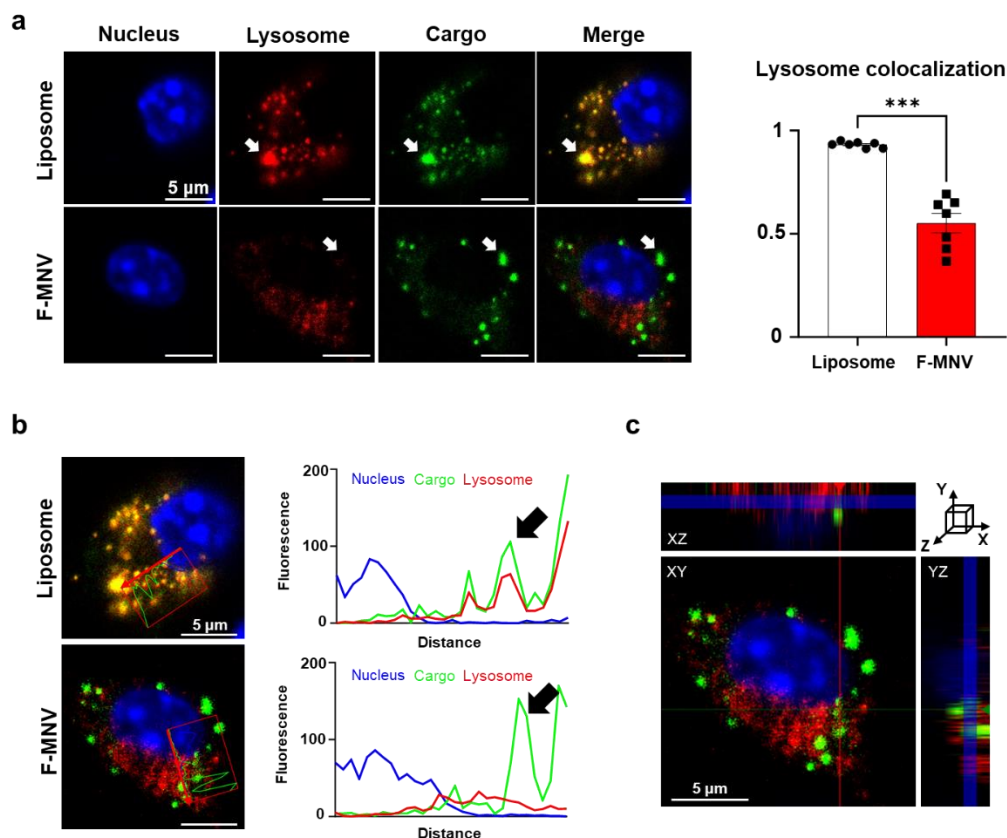 a
Nucleus Lysosome Cargo Merge
Liposome
5 µm
F-MNV
Lysosome colocalization
***
1
0.5
0
Liposome F-MNV
b
Liposome
5 µm
F-MNV
200
Nucleus Cargo Lysosome
100
0
Fluorescence
Distance
200
Nucleus Cargo Lysosome
100
0
Fluorescence
Distance
c
XZ
Y
Z X
XY
YZ
5 µm